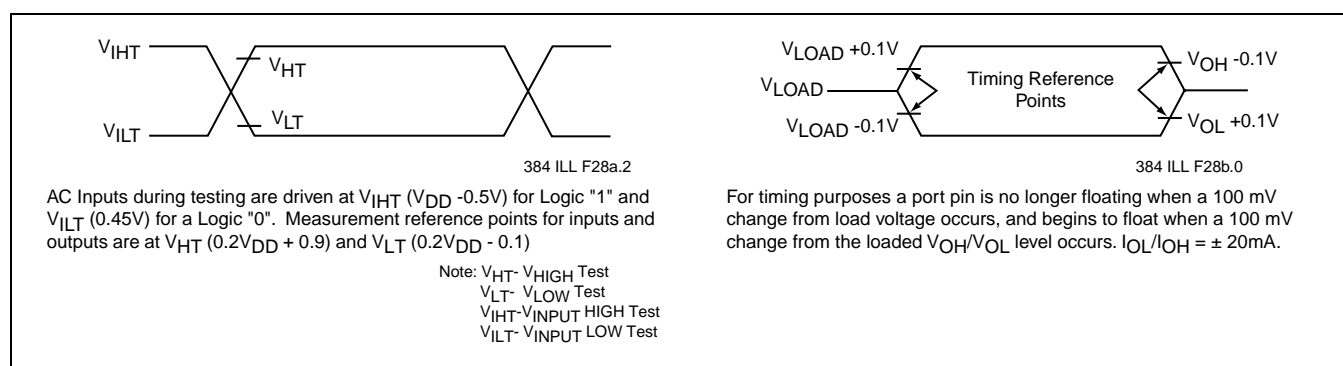 VIHT
VHT
VLT
VILT
384 ILL F28a.2
AC Inputs during testing are driven at VIHT (VDD -0.5V) for Logic "1" and
VILT (0.45V) for a Logic "0". Measurement reference points for inputs and
outputs are at VHT (0.2VDD + 0.9) and VLT (0.2VDD - 0.1)
Note: VHT- VHIGH Test
VLT- VLOW Test
VIHT-VINPUT HIGH Test
VILT- VINPUT LOW Test
VLOAD +0.1V
VLOAD
VLOAD -0.1V
Timing Reference
Points
VOH -0.1V
VOL +0.1V
384 ILL F28b.0
For timing purposes a port pin is no longer floating when a 100 mV
change from load voltage occurs, and begins to float when a 100 mV
change from the loaded VOH/VOL level occurs. IOL/IOH = ± 20mA.